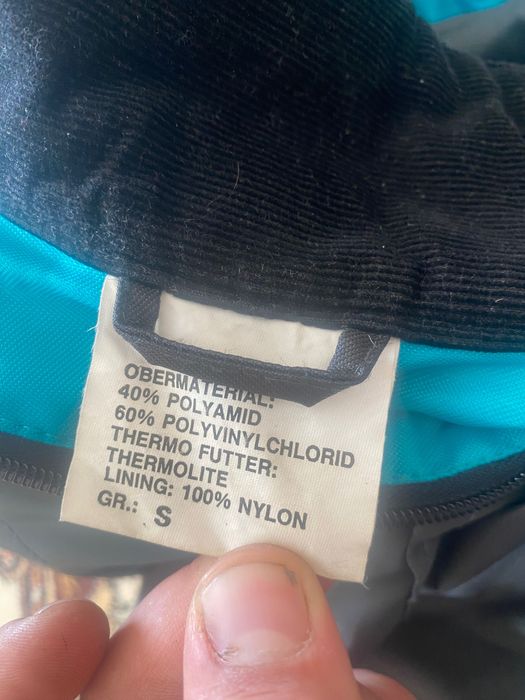 OBERMATERIAL:
40% POLYAMID
60% POLYVINYLCHLORID
THERMO FUTTER:
THERMOLITE
LINING: 100% NYLON
GR.: S